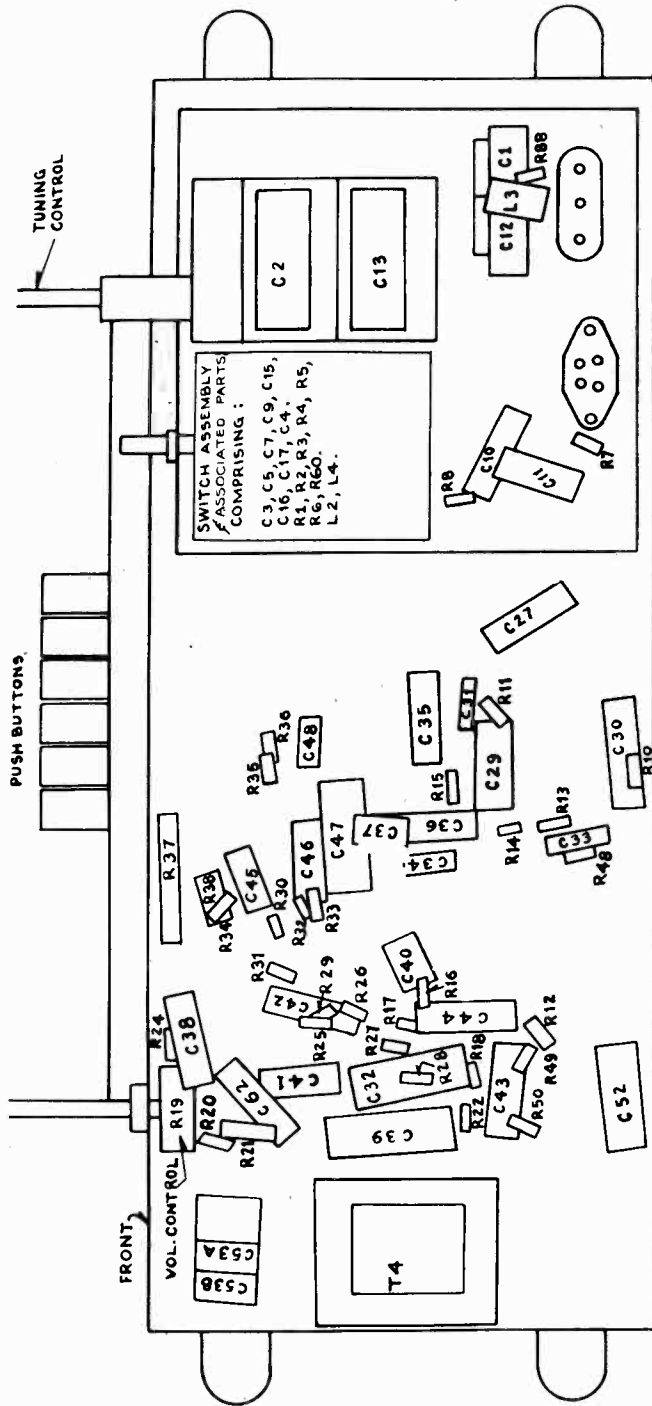 TUNING
CONTROL
PUSH BUTTONS
FRONT
VOL. CONTROL
C2
C13
C12
L3
C1
R88
SWITCH ASSEMBLY
& ASSOCIATED PARTS,
COMPRISING :
C3, C5, C7, C9, C15,
C16, C17, C4.
R1, R2, R3, R4, R5,
R6, R60.
L2, L4.
R8
C10
C11
R7
C27
R37
R36
R35
C48
C35
C31
R11
R15
C29
C30
R10
R38
R34
C45
R30
C46
C47
C37
C36
C34
R14
R13
C33
R48
R32
R33
R31
C42
R29
R25
R26
C40
R16
R17
C44
R12
R24
C38
R19
R20
R21
C62
C41
R27
C32
R28
R18
C43
R49
R50
C39
R22
C52
C53A
C53B
T4